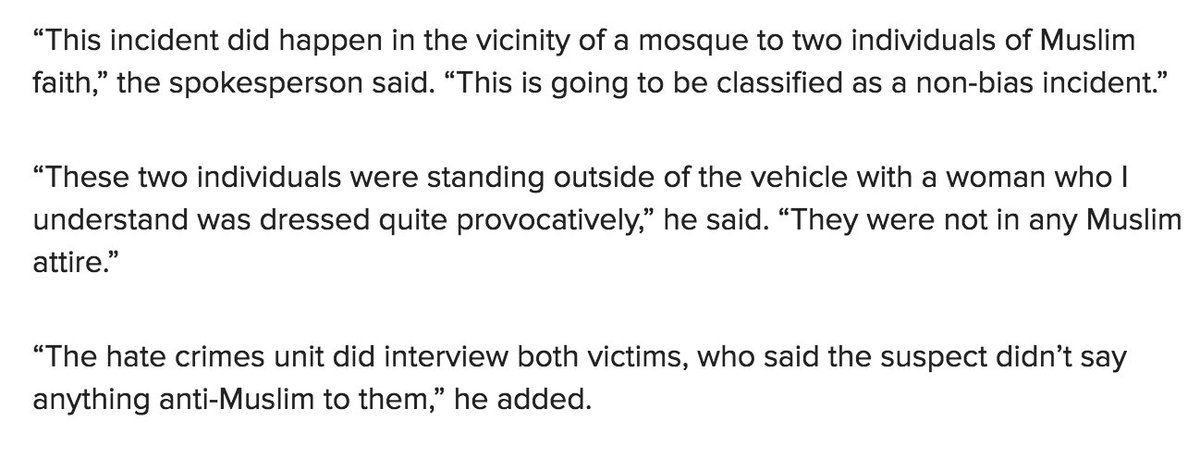 “This incident did happen in the vicinity of a mosque to two individuals of Muslim
faith,” the spokesperson said. “This is going to be classified as a non-bias incident.”
“These two individuals were standing outside of the vehicle with a woman who I
understand was dressed quite provocatively,” he said. “They were not in any Muslim
attire.”
“The hate crimes unit did interview both victims, who said the suspect didn’t say
anything anti-Muslim to them,” he added.